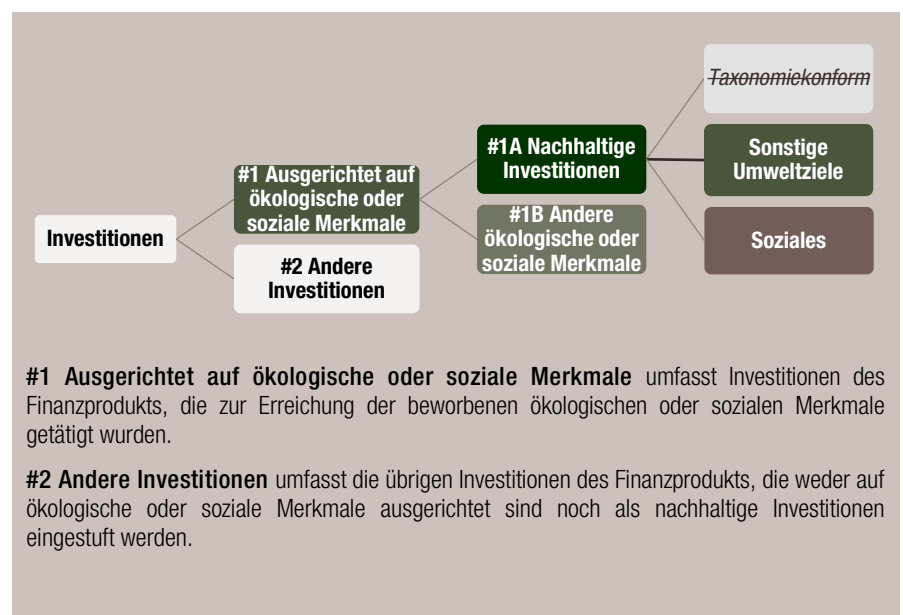 Taxonomiekonform
#1A Nachhaltige
Investitionen
Sonstige
Umweltziele
#1 Ausgerichtet auf
ökologische oder
soziale Merkmale
#1B Andere
ökologische oder
soziale Merkmale
Investitionen
Soziales
#2 Andere
Investitionen
#1 Ausgerichtet auf ökologische oder soziale Merkmale umfasst Investitionen des
Finanzprodukts, die zur Erreichung der beworbenen ökologischen oder sozialen Merkmale
getätigt wurden.
#2 Andere Investitionen umfasst die übrigen Investitionen des Finanzprodukts, die weder auf
ökologische oder soziale Merkmale ausgerichtet sind noch als nachhaltige Investitionen
eingestuft werden.